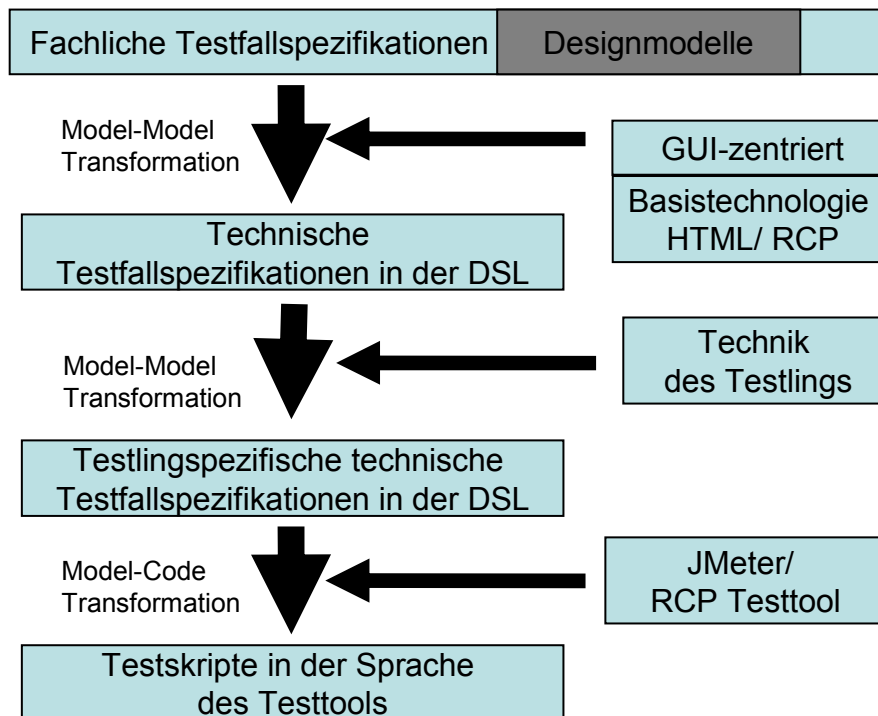 Fachliche Testfallspezifikationen
Designmodelle
Model-Model
Transformation
GUI-zentriert
Basistechnologie
HTML/ RCP
Technische
Testfallspezifikationen in der DSL
Model-Model
Transformation
Technik
des Testlings
Testlingspezifische technische
Testfallspezifikationen in der DSL
Model-Code
Transformation
JMeter/
RCP Testtool
Testskripte in der Sprache
des Testtools